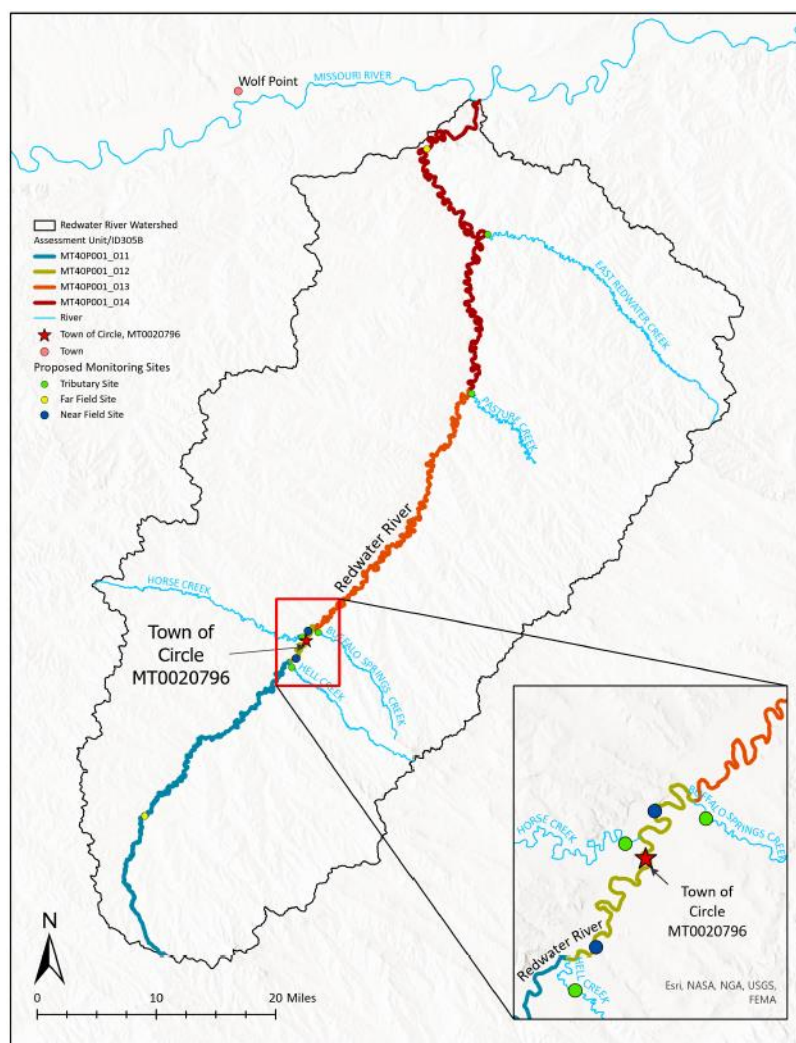 Wolf Point
MISSOURI RIVER
Redwater River Watershed
Assessment Unit/ID305B
MT40P001_011
MT40P001_012
MT40P001_013
MT40P001_014
River
Town of Circle, MT0020796
Town
Proposed Monitoring Sites
Tributary Site
Far Field Site
Near Field Site
EAST REDWATER CREEK
PASTURE CREEK
Redwater River
HORSE CREEK
Town of
Circle
MT0020796
BUFFALO SPRINGS CREEK
HELL CREEK
N
0 10 20 Miles
BUFFALO SPRINGS CREEK
HORSE CREEK
Town of
Circle
MT0020796
Redwater River
HELL CREEK
Esri, NASA, NGA, USGS,
FEMA